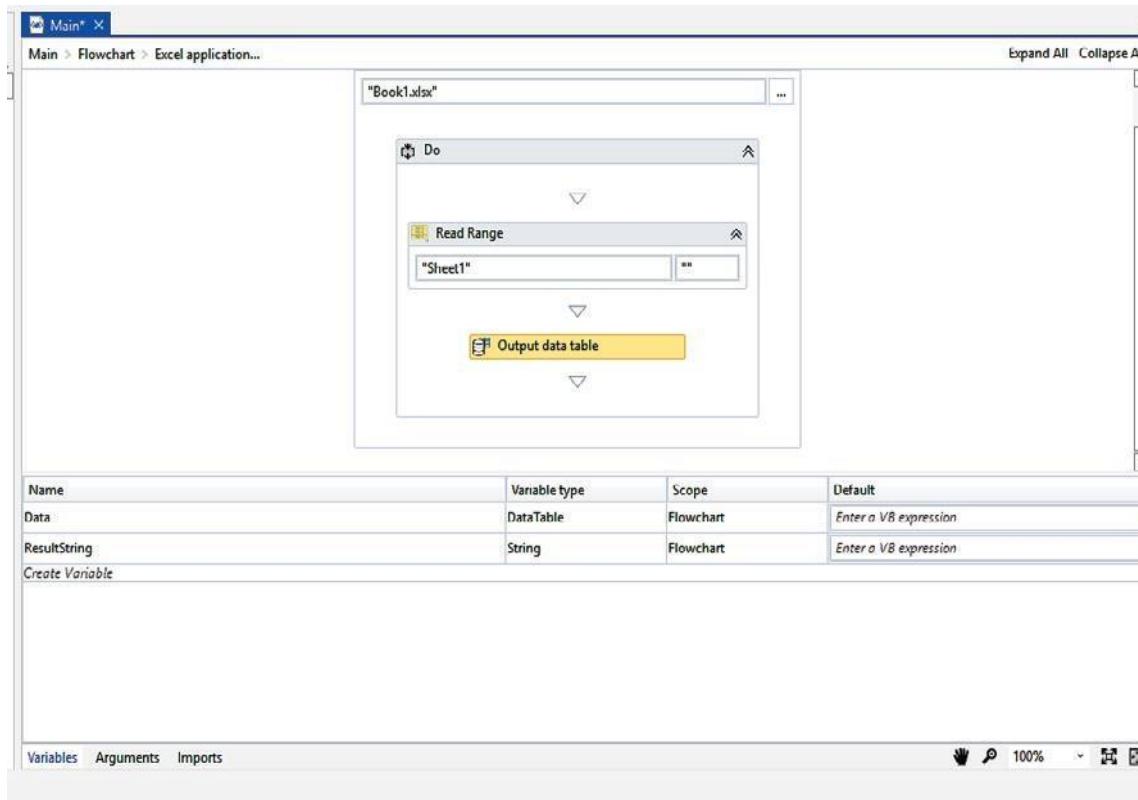 Main* ×
Main > Flowchart > Excel application... Expand All Collapse A
"Book1.xlsx" ...
Do
Read Range
"Sheet1" ""
Output data table
Name Variable type Scope Default
Data DataTable Flowchart Enter a VB expression
ResultString String Flowchart Enter a VB expression
Create Variable
Variables Arguments Imports 100%